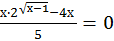 x·2^√(x−1)−4x / 5 = 0